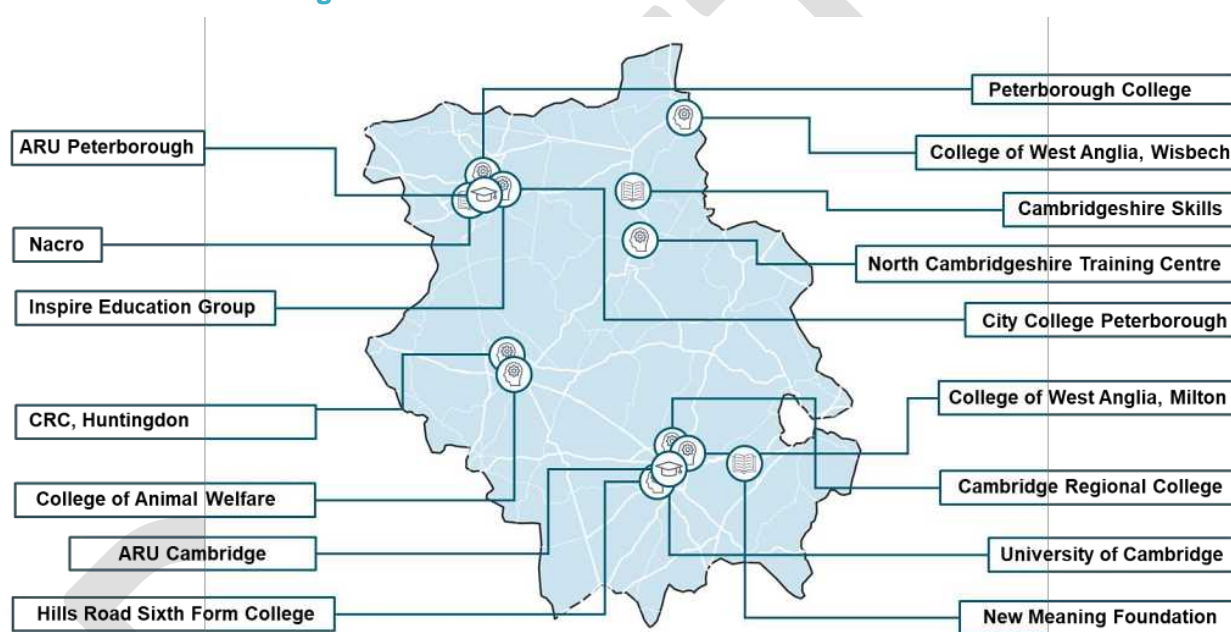 Peterborough College
ARU Peterborough
College of West Anglia, Wisbech
Cambridgeshire Skills
Nacro
North Cambridgeshire Training Centre
Inspire Education Group
City College Peterborough
College of West Anglia, Milton
CRC, Huntingdon
Cambridge Regional College
College of Animal Welfare
ARU Cambridge
University of Cambridge
Hills Road Sixth Form College
New Meaning Foundation